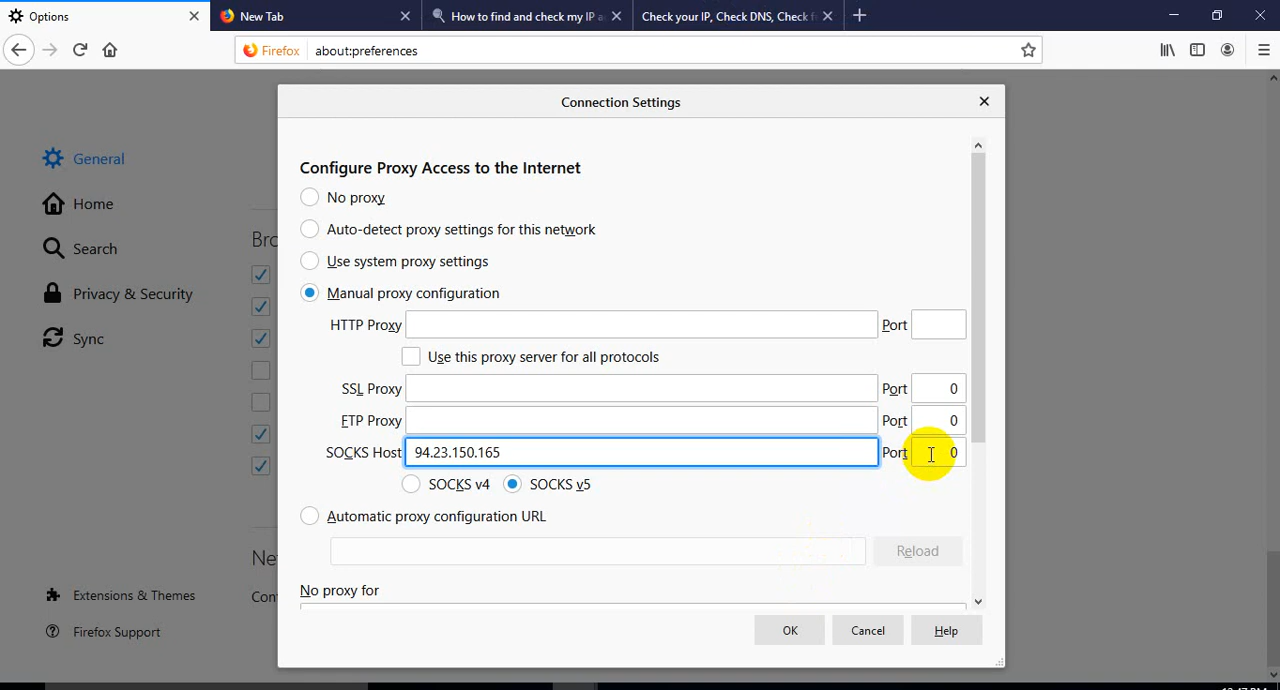 Options
New Tab
How to find and check my IP a
Check your IP, Check DNS, Check f
Firefox
about:preferences
Connection Settings
Configure Proxy Access to the Internet
No proxy
Auto-detect proxy settings for this network
Use system proxy settings
Manual proxy configuration
HTTP Proxy
Port
Use this proxy server for all protocols
SSL Proxy
Port 0
FTP Proxy
Port 0
SOCKS Host 94.23.150.165 Port 0
SOCKS v4 SOCKS v5
Automatic proxy configuration URL
Reload
No proxy for
OK Cancel Help
General
Home
Search
Privacy & Security
Sync
Extensions & Themes
Firefox Support
Bro
Ne
Con